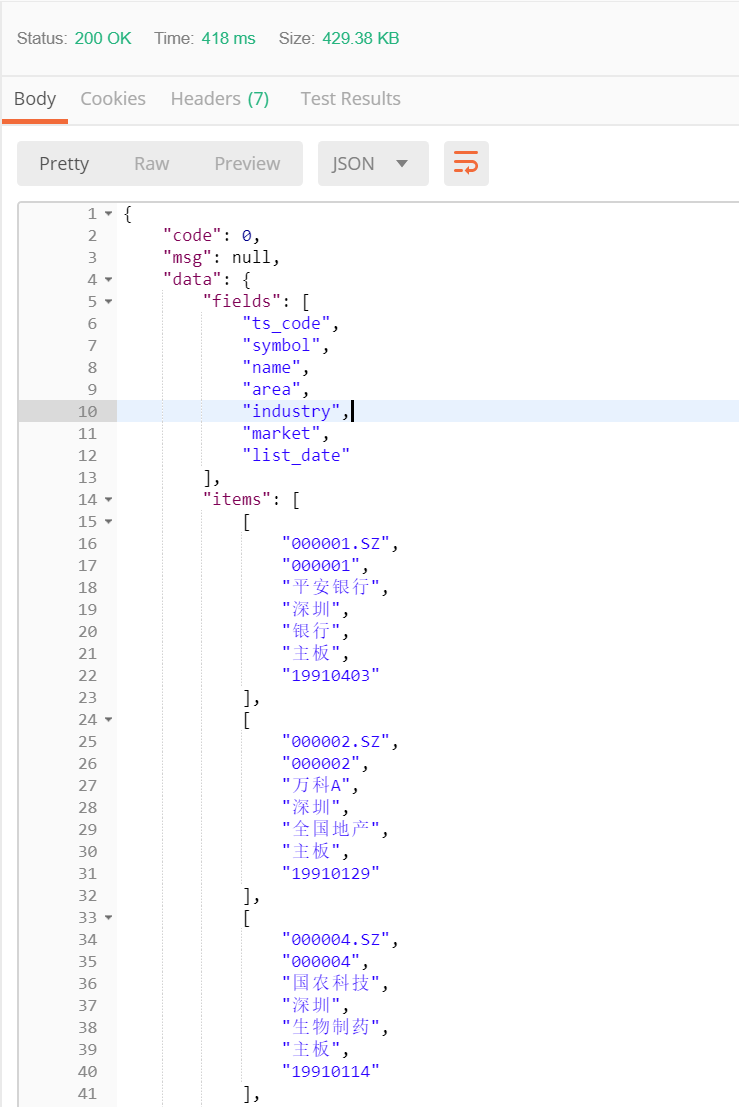 Status: 200 OK Time: 418 ms Size: 429.38 KB
Body Cookies Headers (7) Test Results
Pretty Raw Preview JSON
1 {
2 "code": 0,
3 "msg": null,
4 "data": {
5 "fields": [
6 "ts_code",
7 "symbol",
8 "name",
9 "area",
10 "industry",
11 "market",
12 "list_date"
13 ],
14 "items": [
15 [
16 "000001.SZ",
17 "000001",
18 "平安银行",
19 "深圳",
20 "银行",
21 "主板",
22 "19910403"
23 ],
24 [
25 "000002.SZ",
26 "000002",
27 "万科A",
28 "深圳",
29 "全国地产",
30 "主板",
31 "19910129"
32 ],
33 [
34 "000004.SZ",
35 "000004",
36 "国农科技",
37 "深圳",
38 "生物制药",
39 "主板",
40 "19910114"
41 ],